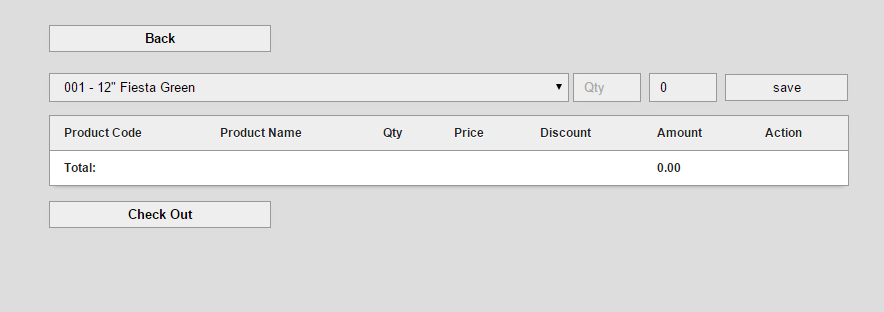 Back
001 - 12" Fiesta Green Qty 0 save
Product Code Product Name Qty Price Discount Amount Action
Total: 0.00
Check Out